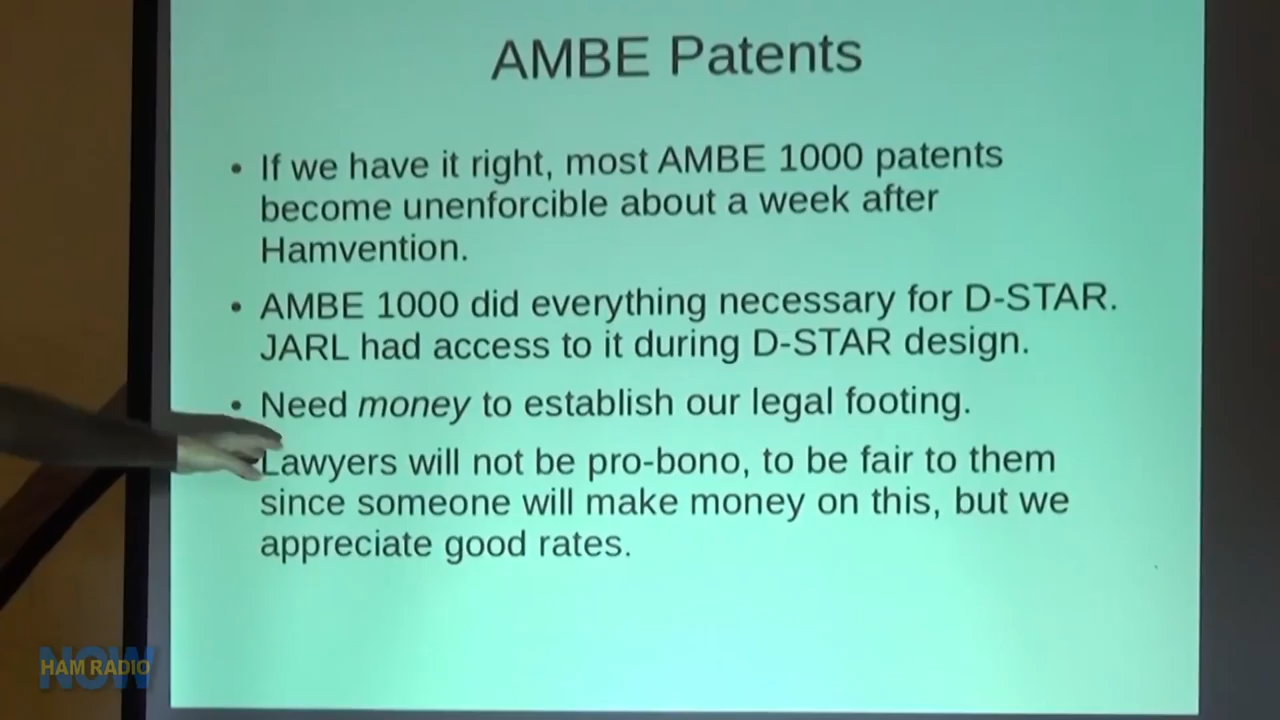 AMBE Patents
• If we have it right, most AMBE 1000 patents
become unenforcible about a week after
Hamvention.
• AMBE 1000 did everything necessary for D-STAR.
JARL had access to it during D-STAR design.
• Need money to establish our legal footing.
Lawyers will not be pro-bono, to be fair to them
since someone will make money on this, but we
appreciate good rates.
HAM RADIO
NOW